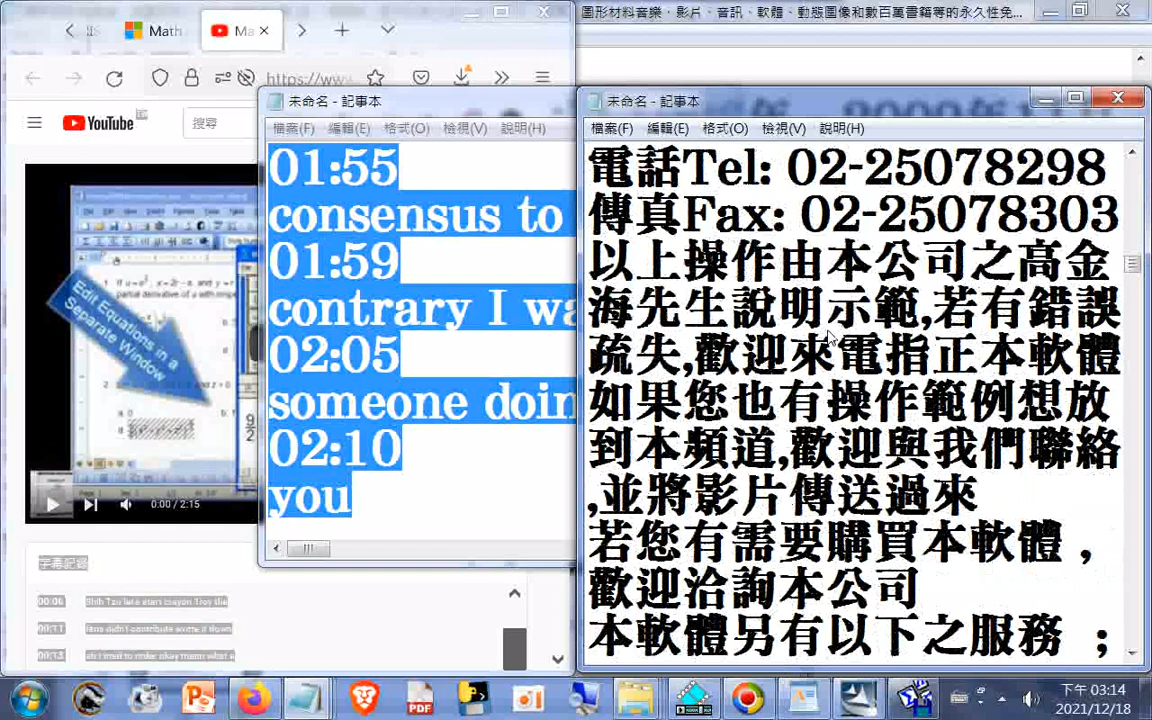 Math
Ma
圖形材料音樂、影片、音訊、軟體、動態圖像和數百萬書籍等的永久性免...
https://www.
YouTube TW
搜尋
未命名 - 記事本
檔案(F) 編輯(E) 格式(O) 檢視(V) 說明(H)
01:55
consensus to
01:59
contrary I wa
02:05
someone doin
02:10
you
Edit Equations in a
Separate Window
0:00 / 2:15
字幕記錄
00:06
00:11
00:13
未命名 - 記事本
檔案(F) 編輯(E) 格式(O) 檢視(V) 說明(H)
電話Tel: 02-25078298
傳真Fax: 02-25078303
以上操作由本公司之高金
海先生說明示範,若有錯誤
疏失,歡迎來電指正本軟體
如果您也有操作範例想放
到本頻道,歡迎與我們聯絡
,並將影片傳送過來
若您有需要購買本軟體，
歡迎洽詢本公司
本軟體另有以下之服務 ；
PDF
下午 03:14
2021/12/18